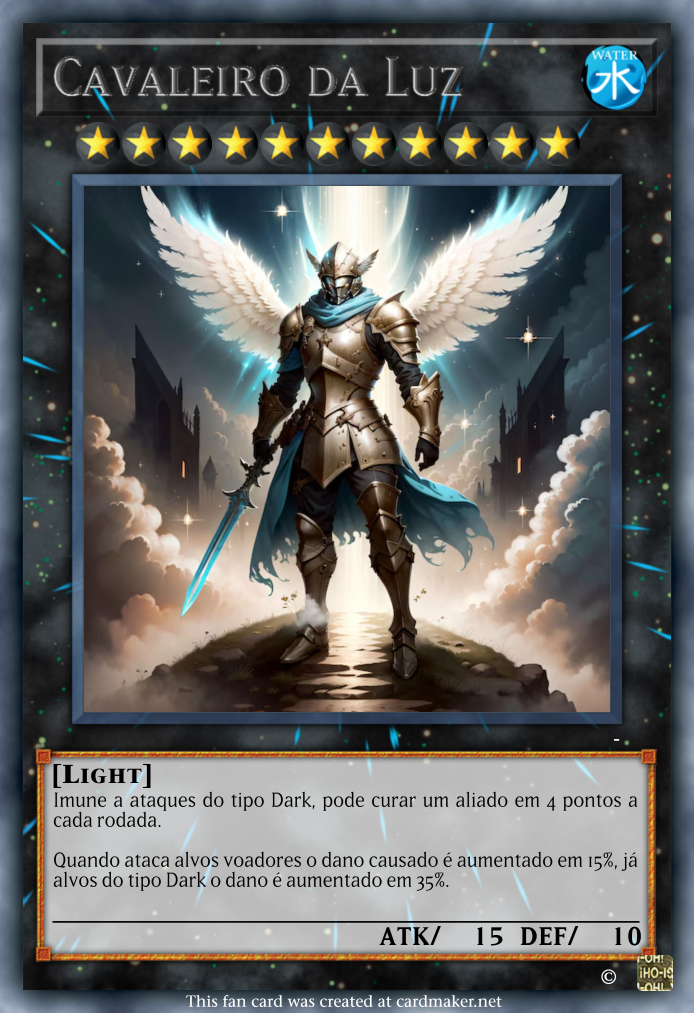 Cavaleiro da Luz
WATER
水
-
[Light]
Imune a ataques do tipo Dark, pode curar um aliado em 4 pontos a
cada rodada.
Quando ataca alvos voadores o dano causado é aumentado em 15%, já
alvos do tipo Dark o dano é aumentado em 35%.
ATK/ 15 DEF/ 10
©
This fan card was created at cardmaker.net